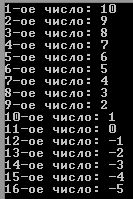 1-ое число: 10
2-ое число: 9
3-ое число: 8
4-ое число: 7
5-ое число: 6
6-ое число: 5
7-ое число: 4
8-ое число: 3
9-ое число: 2
10-ое число: 1
11-ое число: 0
12-ое число: -1
13-ое число: -2
14-ое число: -3
15-ое число: -4
16-ое число: -5